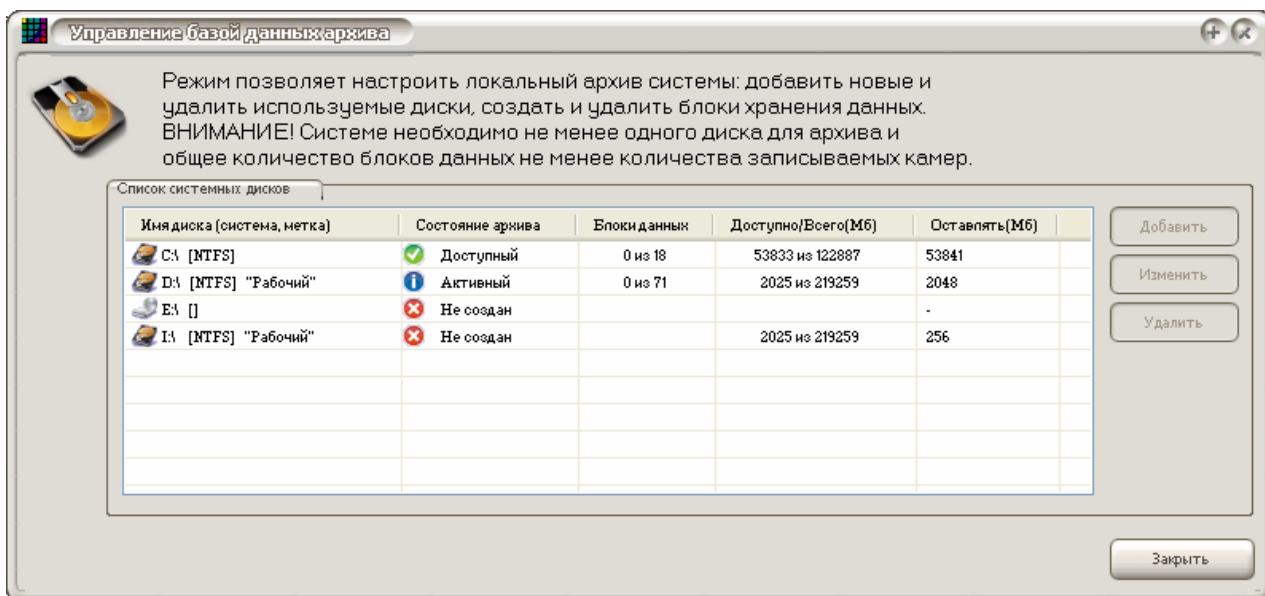 Управление базой данных архива
Режим позволяет настроить локальный архив системы: добавить новые и
удалить используемые диски, создать и удалить блоки хранения данных.
ВНИМАНИЕ! Системе необходимо не менее одного диска для архива и
общее количество блоков данных не менее количества записываемых камер.
Список системных дисков
Имя диска (система, метка) Состояние архива Блоки данных Доступно/Всего(Мб) Оставлять(Мб)
C:\ [NTFS] Доступный 0 из 18 53833 из 122887 53841
D:\ [NTFS] "Рабочий" Активный 0 из 71 2025 из 219259 2048
E:\ [] Не создан -
I:\ [NTFS] "Рабочий" Не создан 2025 из 219259 256
Добавить
Изменить
Удалить
Закрыть